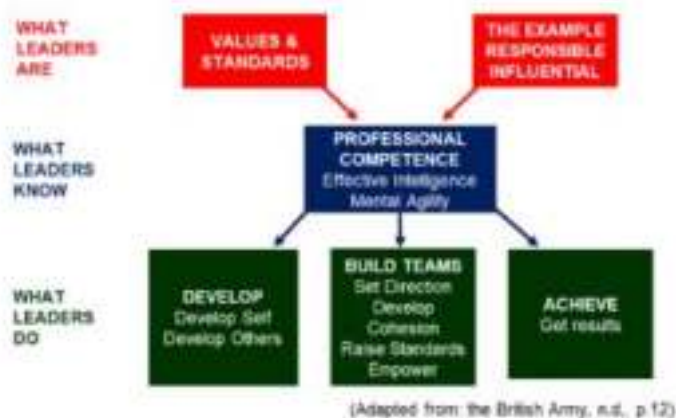 WHAT
LEADERS
ARE
VALUES &
STANDARDS
THE EXAMPLE
RESPONSIBLE
INFLUENTIAL
WHAT
LEADERS
KNOW
PROFESSIONAL
COMPETENCE
Effective Intelligence
Mental Agility
WHAT
LEADERS
DO
DEVELOP
Develop Self
Develop Others
BUILD TEAMS
Set Direction
Develop
Cohesion
Raise Standards
Empower
ACHIEVE
Get results
(Adapted from the British Army, n.d, p.12)